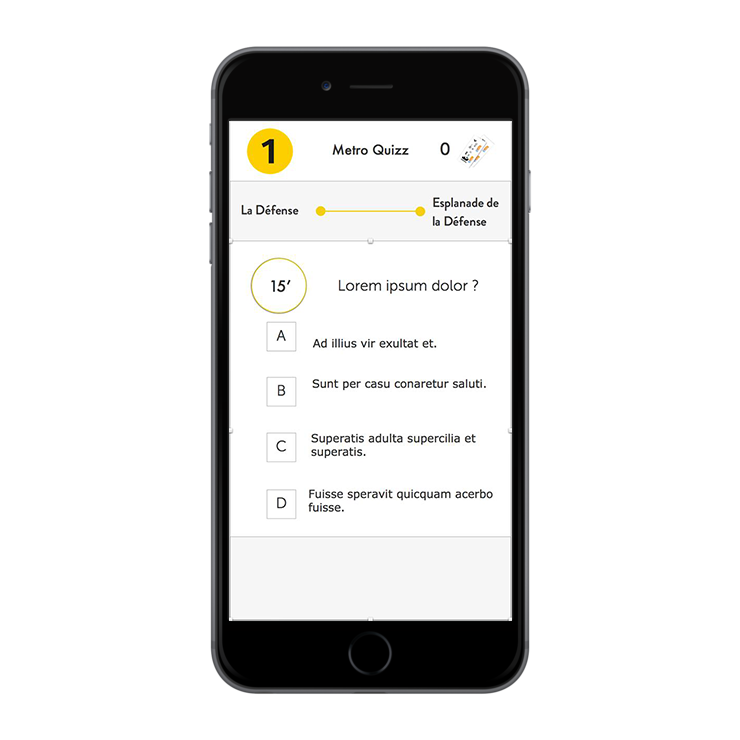 1
Metro Quizz
0
La Défense
Esplanade de
la Défense
15’
Lorem ipsum dolor ?
A
Ad illius vir exultat et.
B
Sunt per casu conaretur saluti.
C
Superatis adulta supercilia et
superatis.
D
Fuisse speravit quicquam acerbo
fuisse.